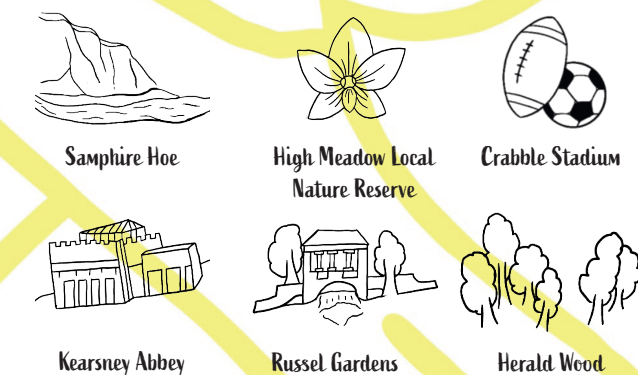 Samphire Hoe
High Meadow Local
Nature Reserve
Crabble Stadium
Kearsney Abbey
Russel Gardens
Herald Wood